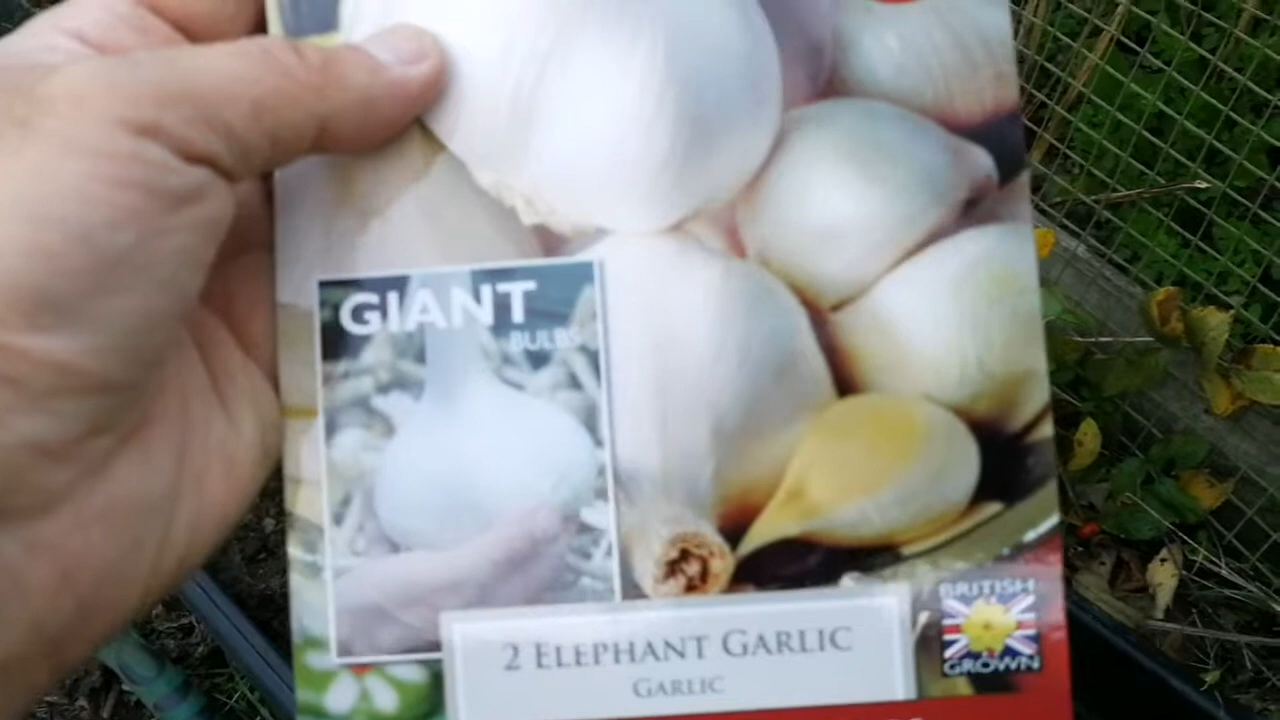 GIANT
BULBS
2 ELEPHANT GARLIC
GARLIC
BRITISH
GROWN